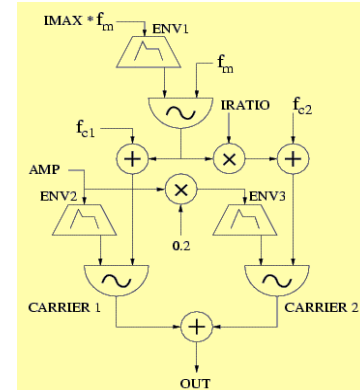 IMAX * fm
ENV1
fm
IRATIO
fc1
fc2
AMP
ENV2
ENV3
0.2
CARRIER 1
CARRIER 2
OUT